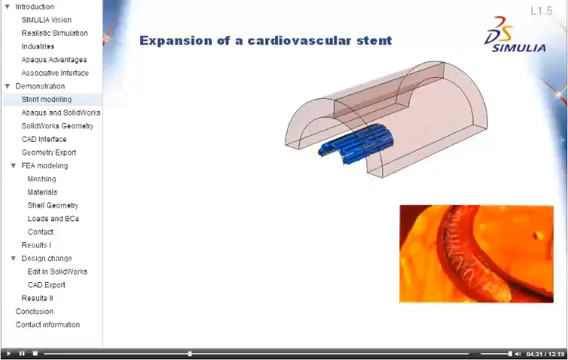 Introduction
SIMULIA Vision
Realistic Simulation
Industries
Abaqus Advantages
Associative Interface
Demonstration
Stent modeling
Abaqus and SolidWorks
SolidWorks Geometry
CAD Interface
Geometry Export
FEA modeling
Meshing
Materials
Shell Geometry
Loads and BCs
Contact
Results I
Design change
Edit in SolidWorks
CAD Export
Results II
Conclusion
Contact information
L1.5
Expansion of a cardiovascular stent
SIMULIA
04:21 / 13:19